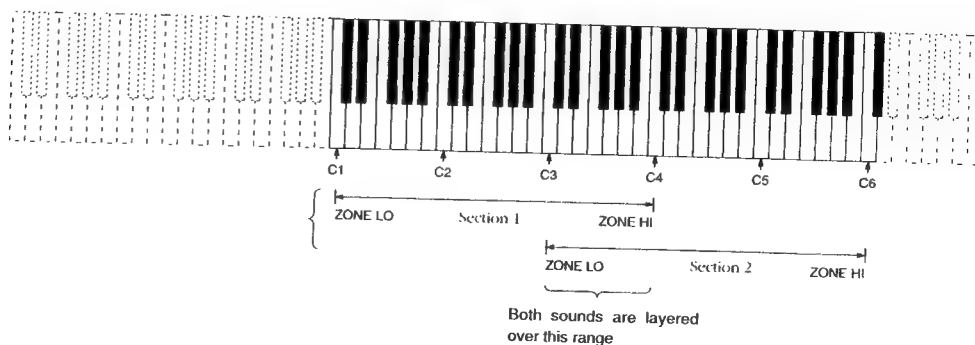 C1 C2 C3 C4 C5 C6
ZONE LO Section 1 ZONE HI
ZONE LO Section 2 ZONE HI
Both sounds are layered
over this range